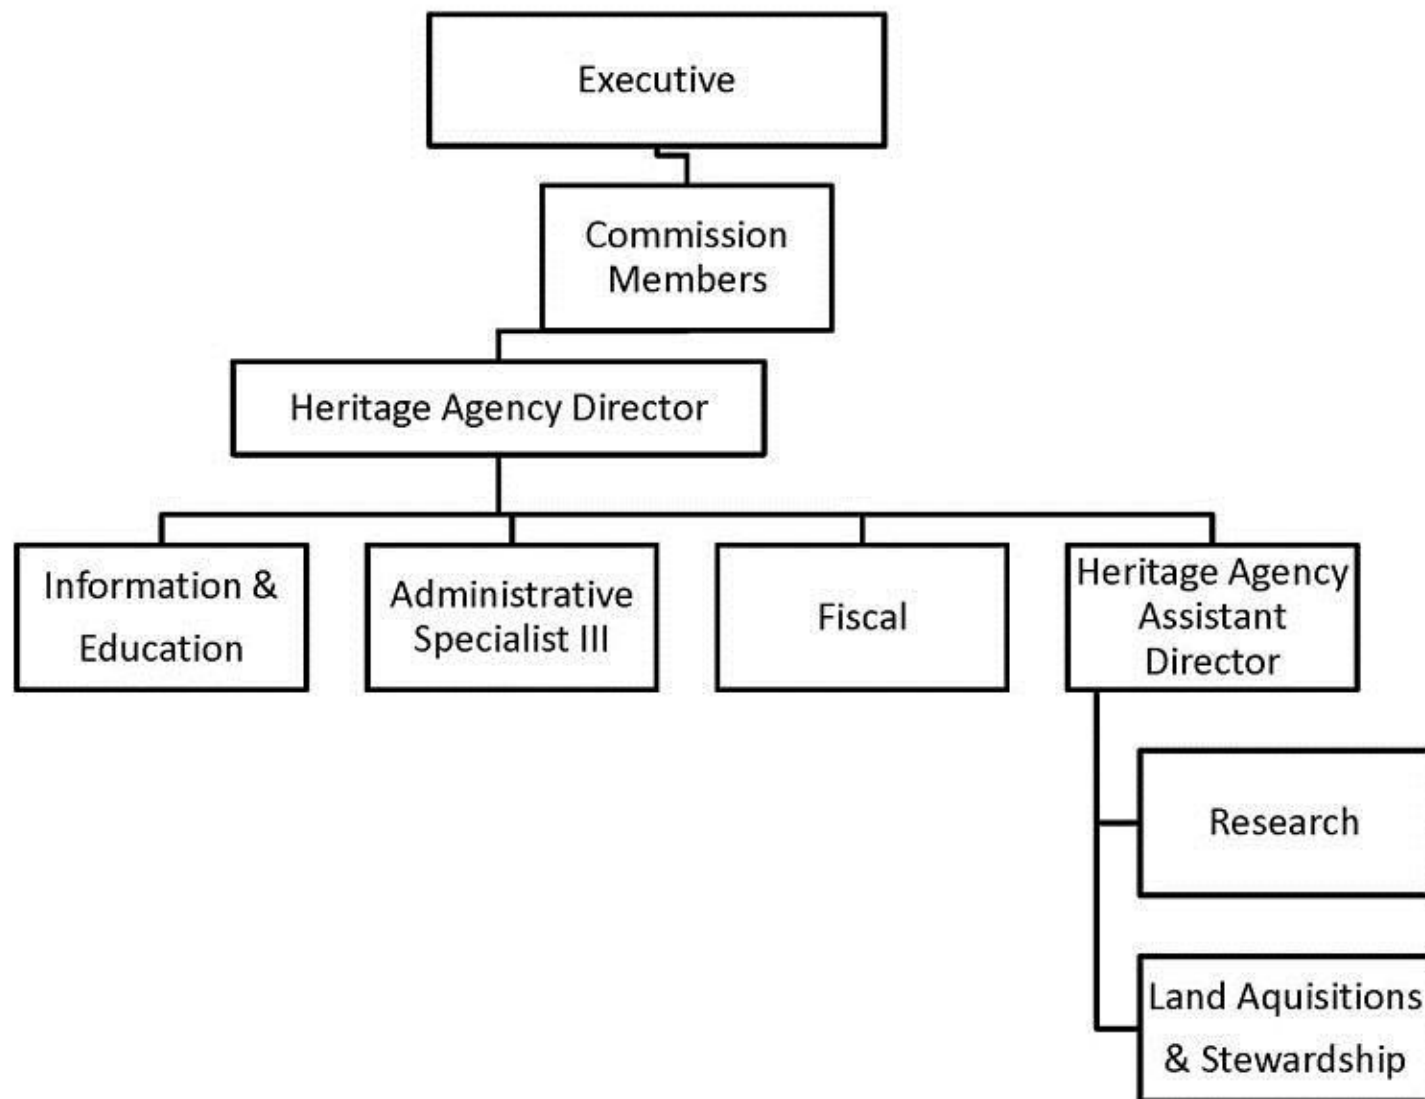 Executive
Commission
Members
Heritage Agency Director
Information &
Education
Administrative
Specialist III
Fiscal
Heritage Agency
Assistant
Director
Research
Land Aquisitions
& Stewardship